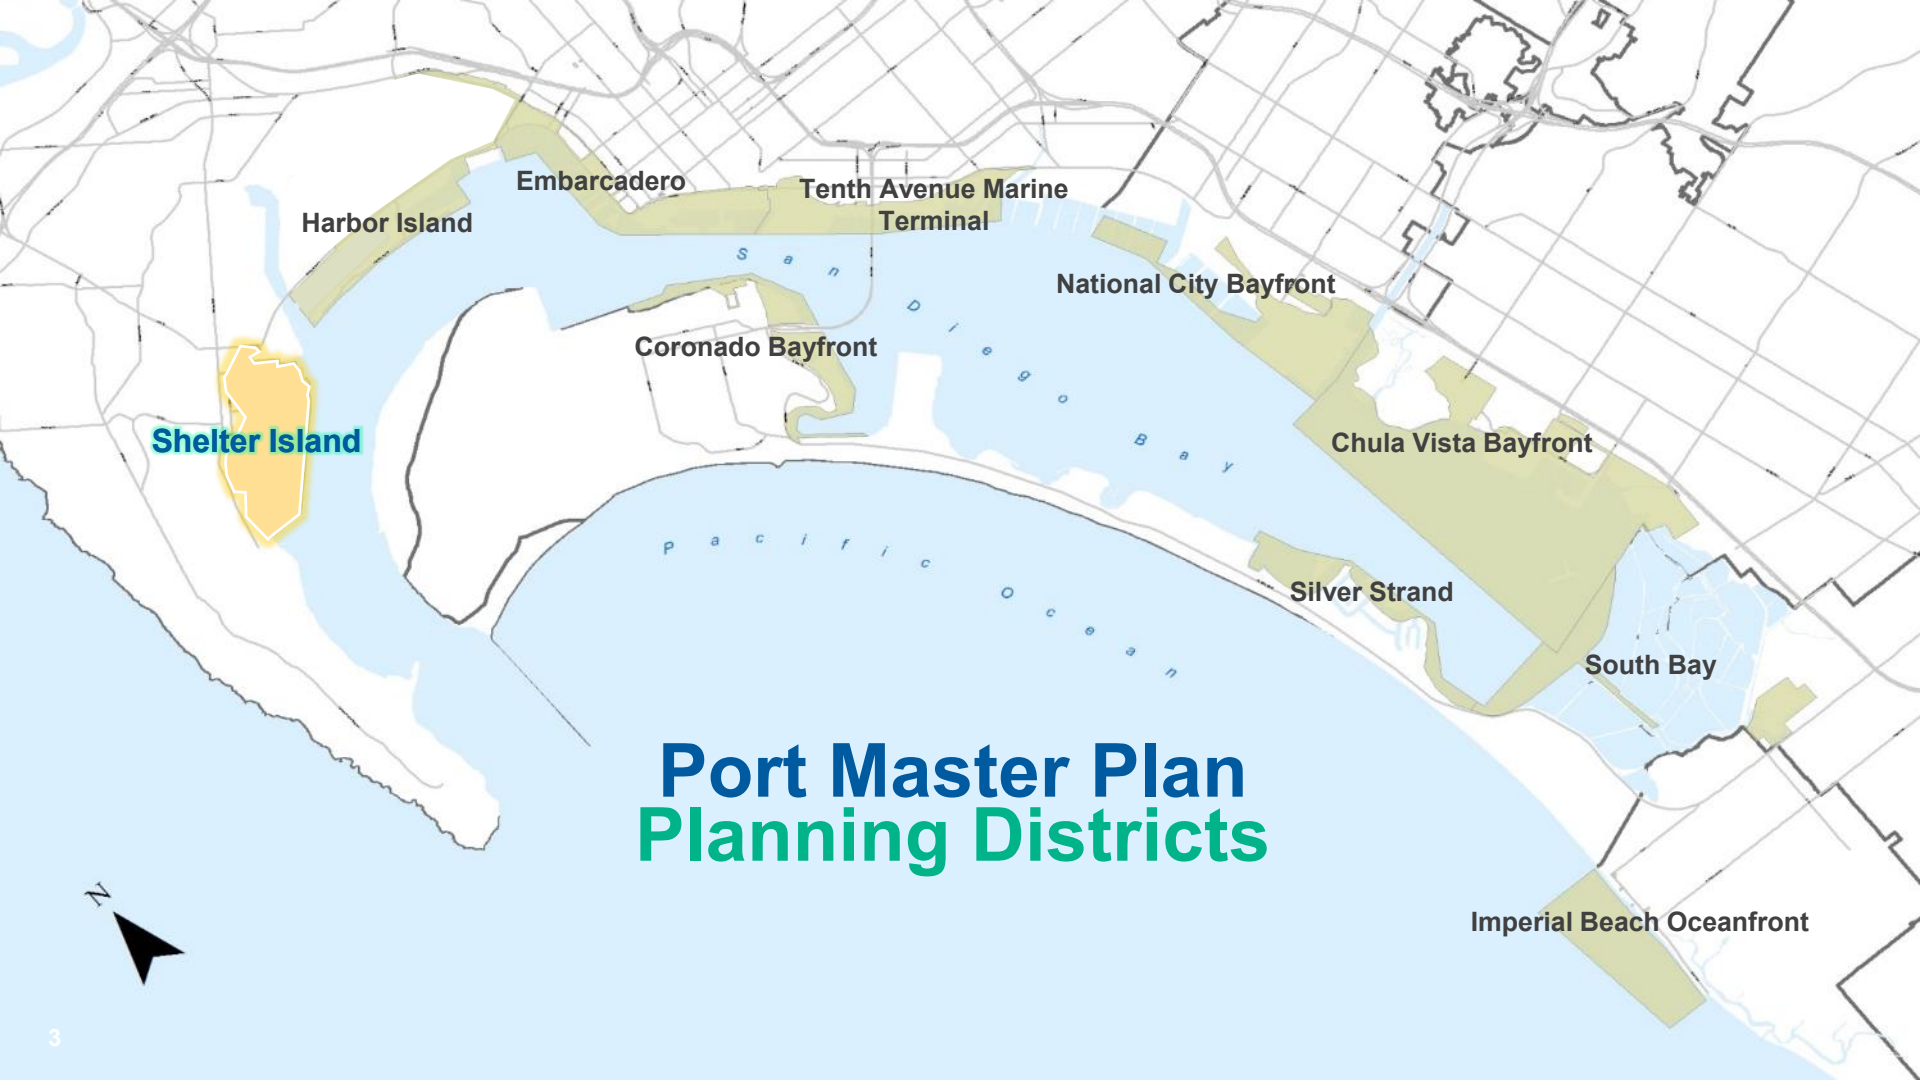 Embarcadero
Tenth Avenue Marine
Terminal
Harbor Island
San Diego Bay
National City Bayfront
Coronado Bayfront
Shelter Island
Chula Vista Bayfront
Pacific Ocean
Silver Strand
South Bay
Port Master Plan
Planning Districts
N
Imperial Beach Oceanfront
3